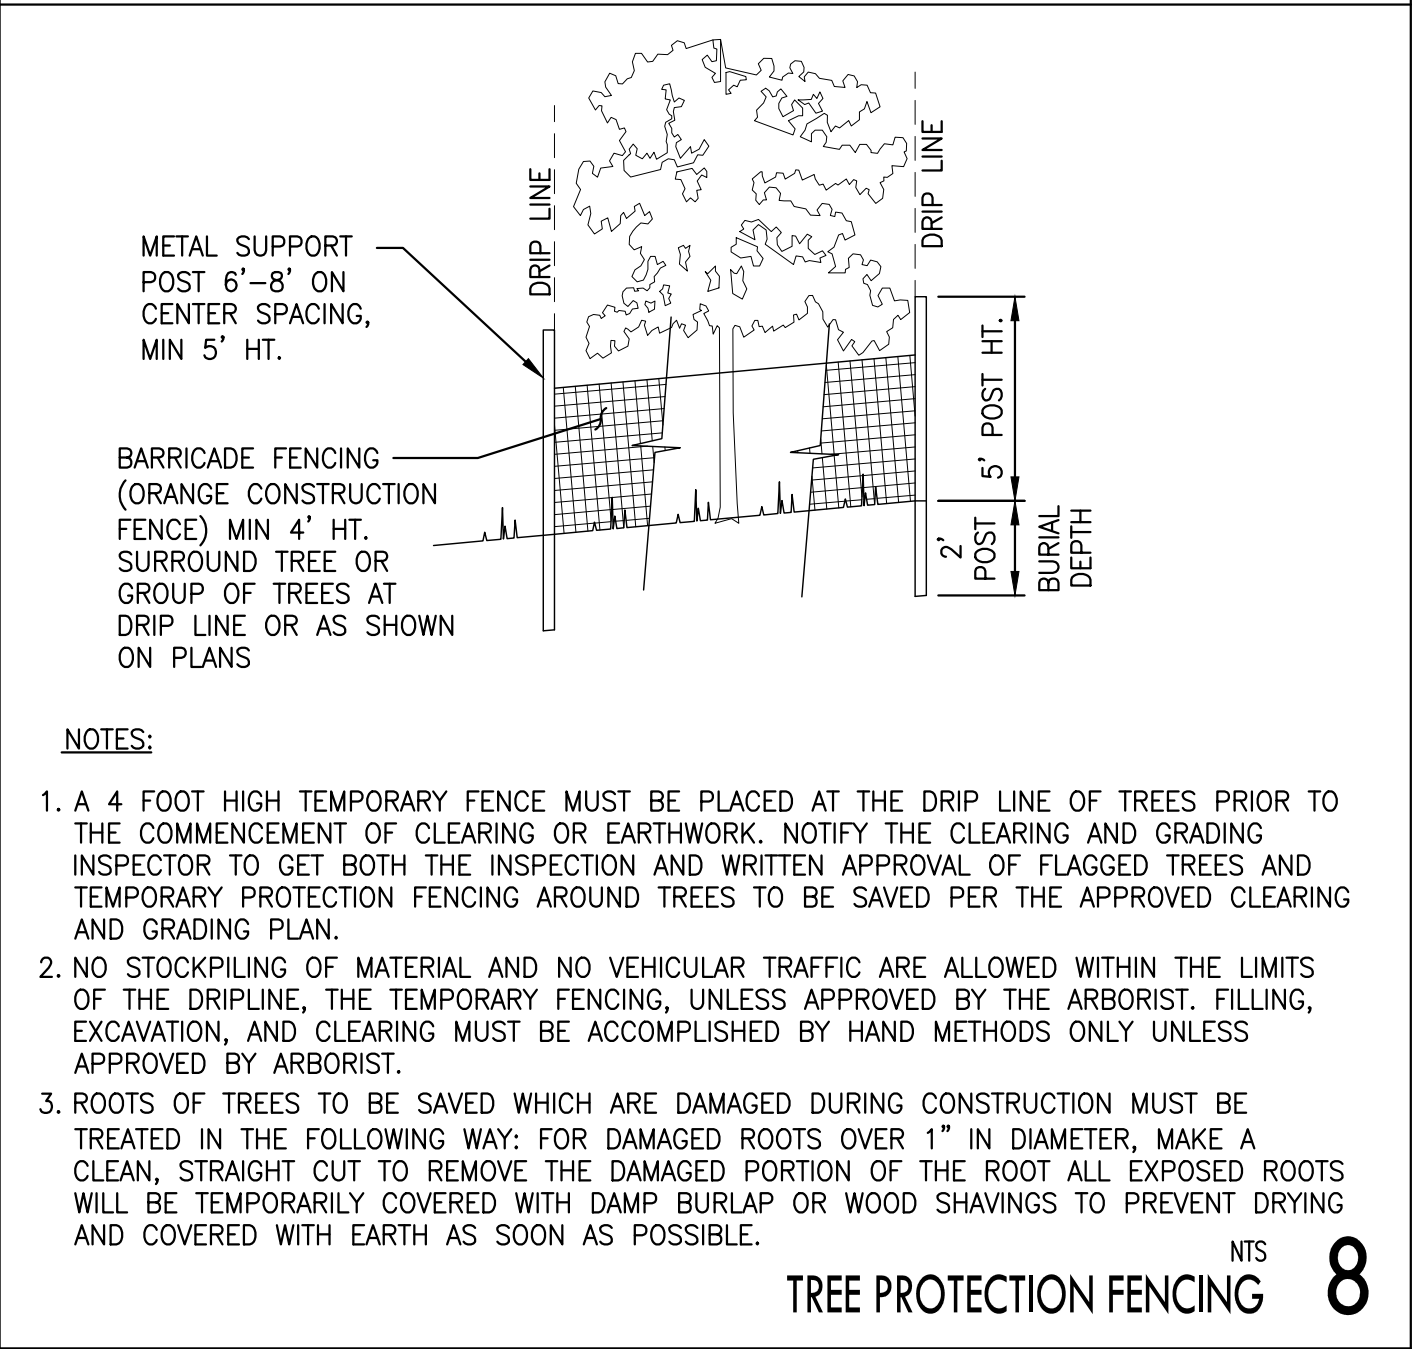 DRIP LINE
DRIP LINE
METAL SUPPORT
POST 6'-8' ON
CENTER SPACING,
MIN 5' HT.
5' POST HT.
BARRICADE FENCING
(ORANGE CONSTRUCTION
FENCE) MIN 4' HT.
SURROUND TREE OR
GROUP OF TREES AT
DRIP LINE OR AS SHOWN
ON PLANS
2'
POST
BURIAL
DEPTH
NOTES:
1. A 4 FOOT HIGH TEMPORARY FENCE MUST BE PLACED AT THE DRIP LINE OF TREES PRIOR TO
THE COMMENCEMENT OF CLEARING OR EARTHWORK. NOTIFY THE CLEARING AND GRADING
INSPECTOR TO GET BOTH THE INSPECTION AND WRITTEN APPROVAL OF FLAGGED TREES AND
TEMPORARY PROTECTION FENCING AROUND TREES TO BE SAVED PER THE APPROVED CLEARING
AND GRADING PLAN.
2. NO STOCKPILING OF MATERIAL AND NO VEHICULAR TRAFFIC ARE ALLOWED WITHIN THE LIMITS
OF THE DRIPLINE, THE TEMPORARY FENCING, UNLESS APPROVED BY THE ARBORIST. FILLING,
EXCAVATION, AND CLEARING MUST BE ACCOMPLISHED BY HAND METHODS ONLY UNLESS
APPROVED BY ARBORIST.
3. ROOTS OF TREES TO BE SAVED WHICH ARE DAMAGED DURING CONSTRUCTION MUST BE
TREATED IN THE FOLLOWING WAY: FOR DAMAGED ROOTS OVER 1" IN DIAMETER, MAKE A
CLEAN, STRAIGHT CUT TO REMOVE THE DAMAGED PORTION OF THE ROOT ALL EXPOSED ROOTS
WILL BE TEMPORARILY COVERED WITH DAMP BURLAP OR WOOD SHAVINGS TO PREVENT DRYING
AND COVERED WITH EARTH AS SOON AS POSSIBLE.
NTS
TREE PROTECTION FENCING 8